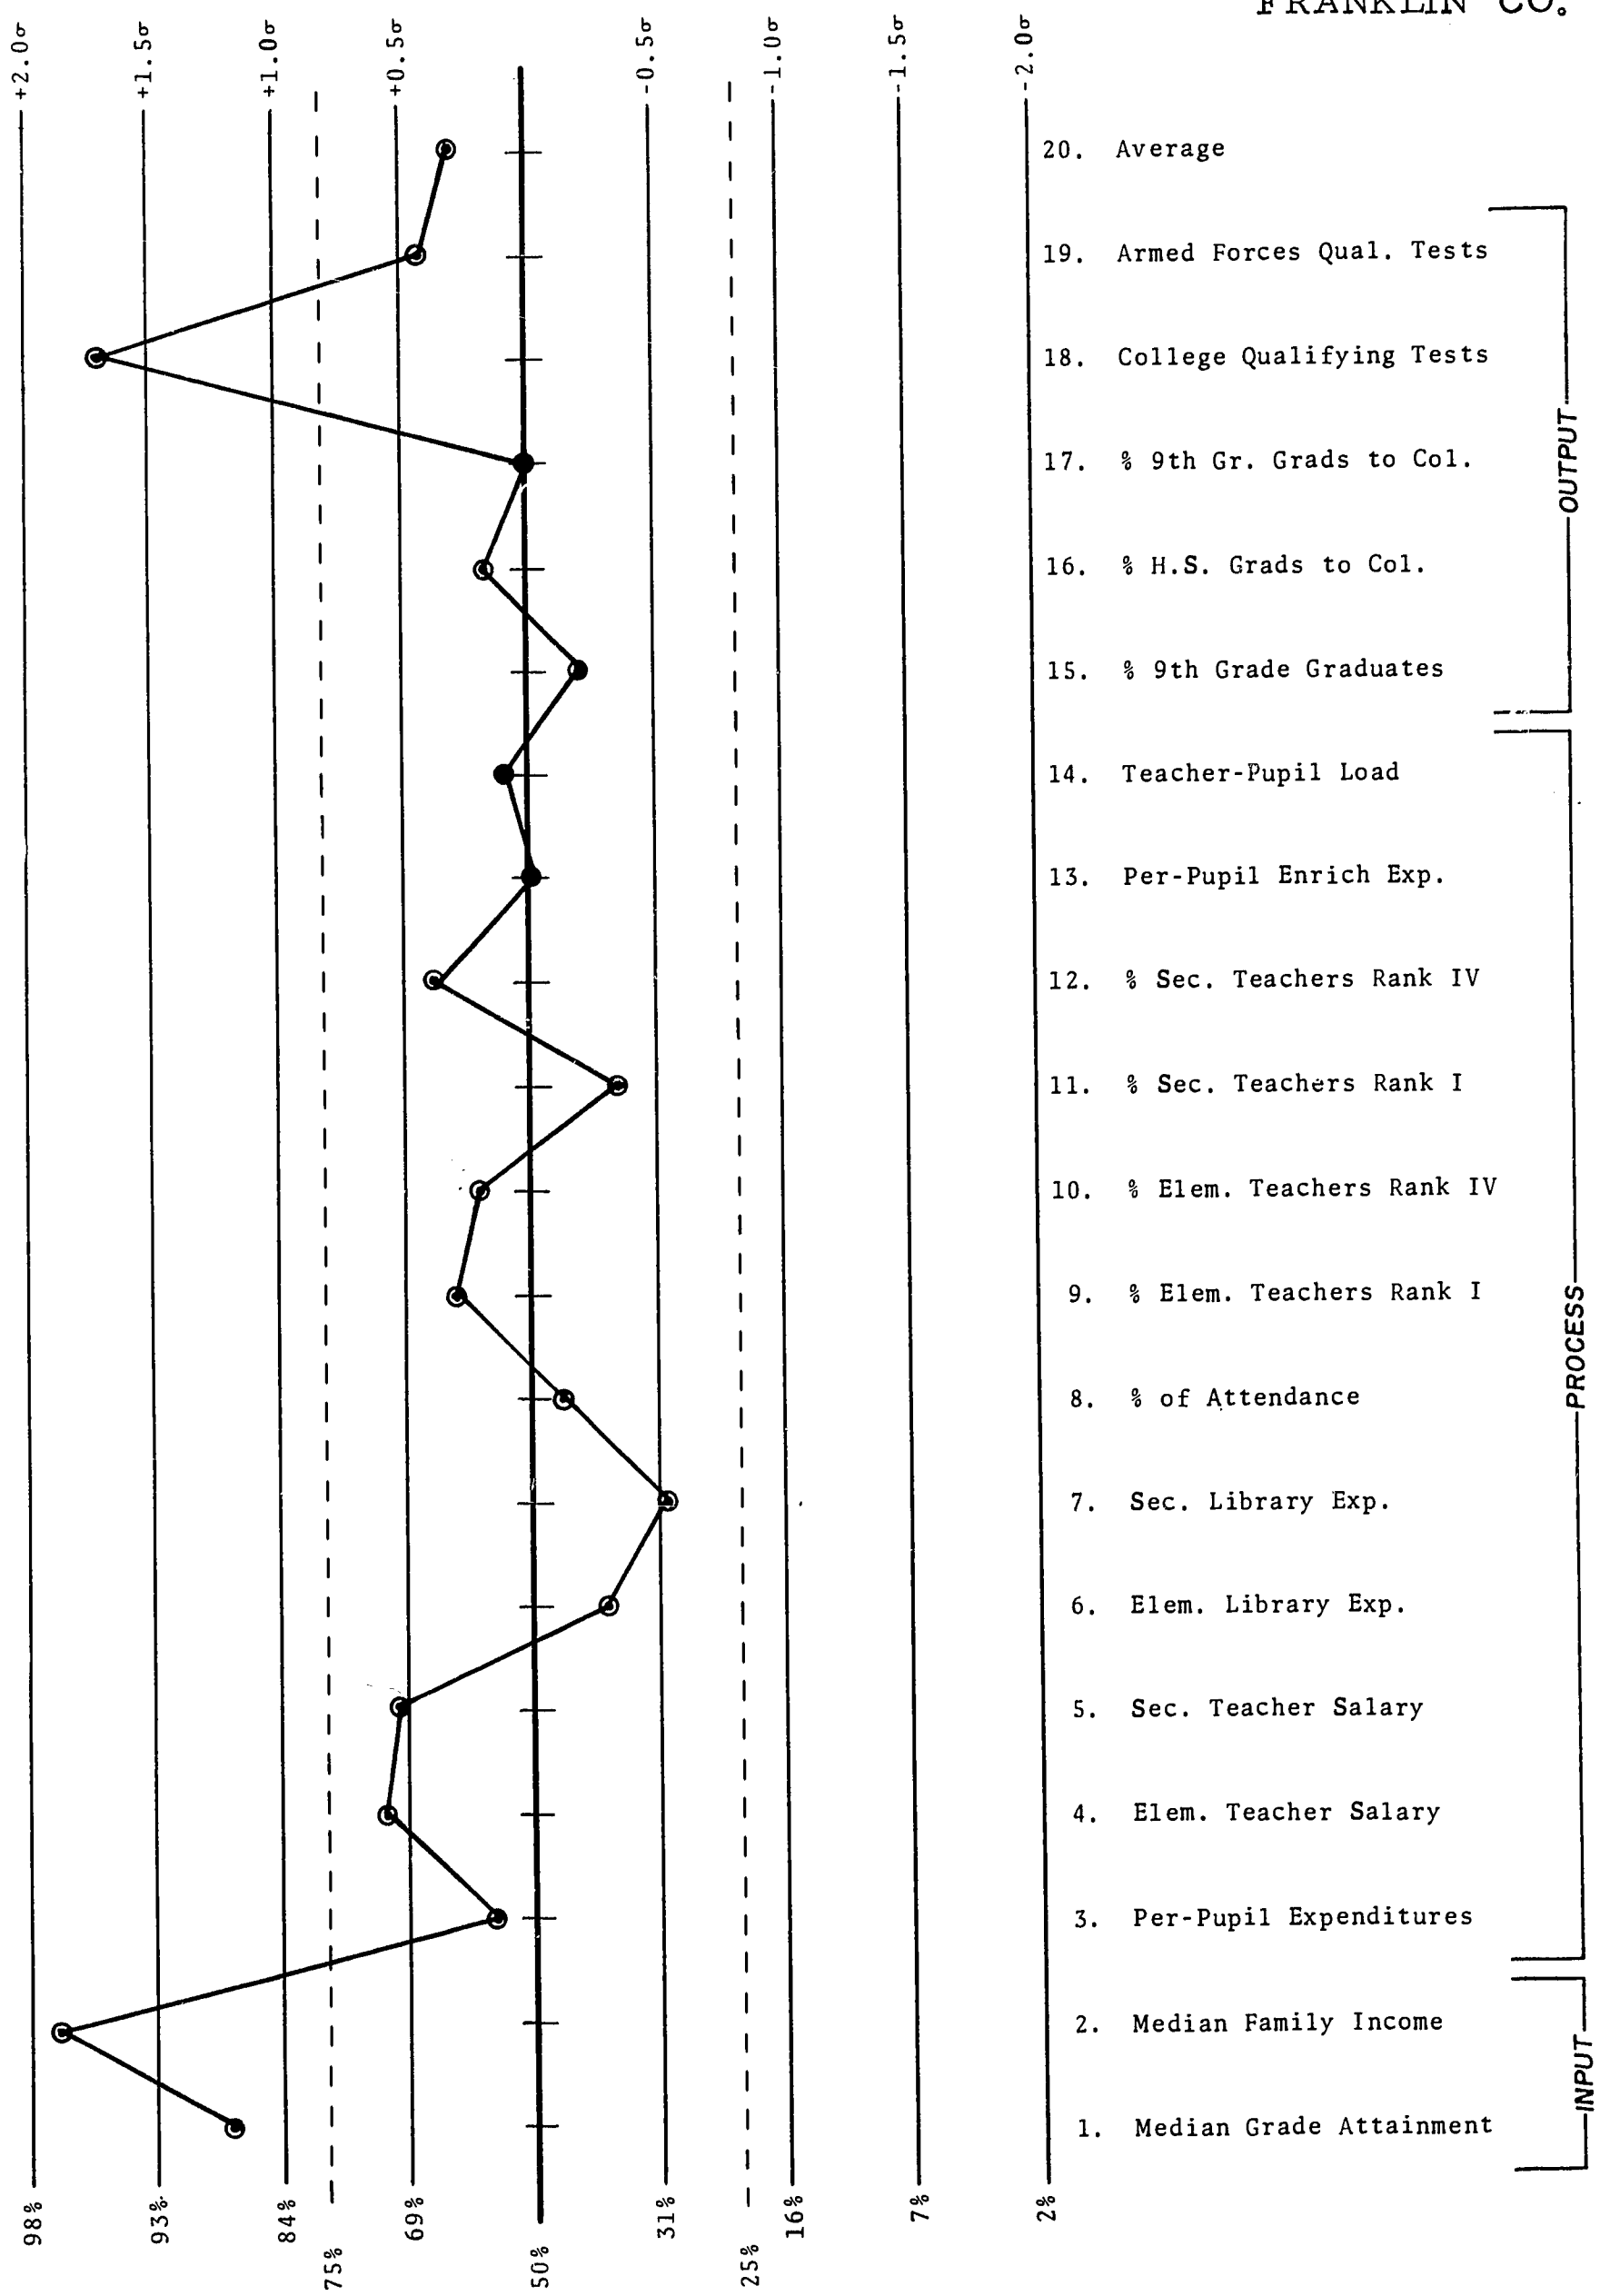 FRANKLIN CO.
+2.0σ
+1.5σ
+1.0σ
+0.5σ
-0.5σ
-1.0σ
-1.5σ
-2.0σ
20. Average
19. Armed Forces Qual. Tests
18. College Qualifying Tests
17. % 9th Gr. Grads to Col.
16. % H.S. Grads to Col.
15. % 9th Grade Graduates
OUTPUT
14. Teacher-Pupil Load
13. Per-Pupil Enrich Exp.
12. % Sec. Teachers Rank IV
11. % Sec. Teachers Rank I
10. % Elem. Teachers Rank IV
9. % Elem. Teachers Rank I
8. % of Attendance
7. Sec. Library Exp.
6. Elem. Library Exp.
5. Sec. Teacher Salary
4. Elem. Teacher Salary
3. Per-Pupil Expenditures
PROCESS
2. Median Family Income
1. Median Grade Attainment
INPUT
98%
93%
84%
75%
69%
50%
31%
25%
16%
7%
2%